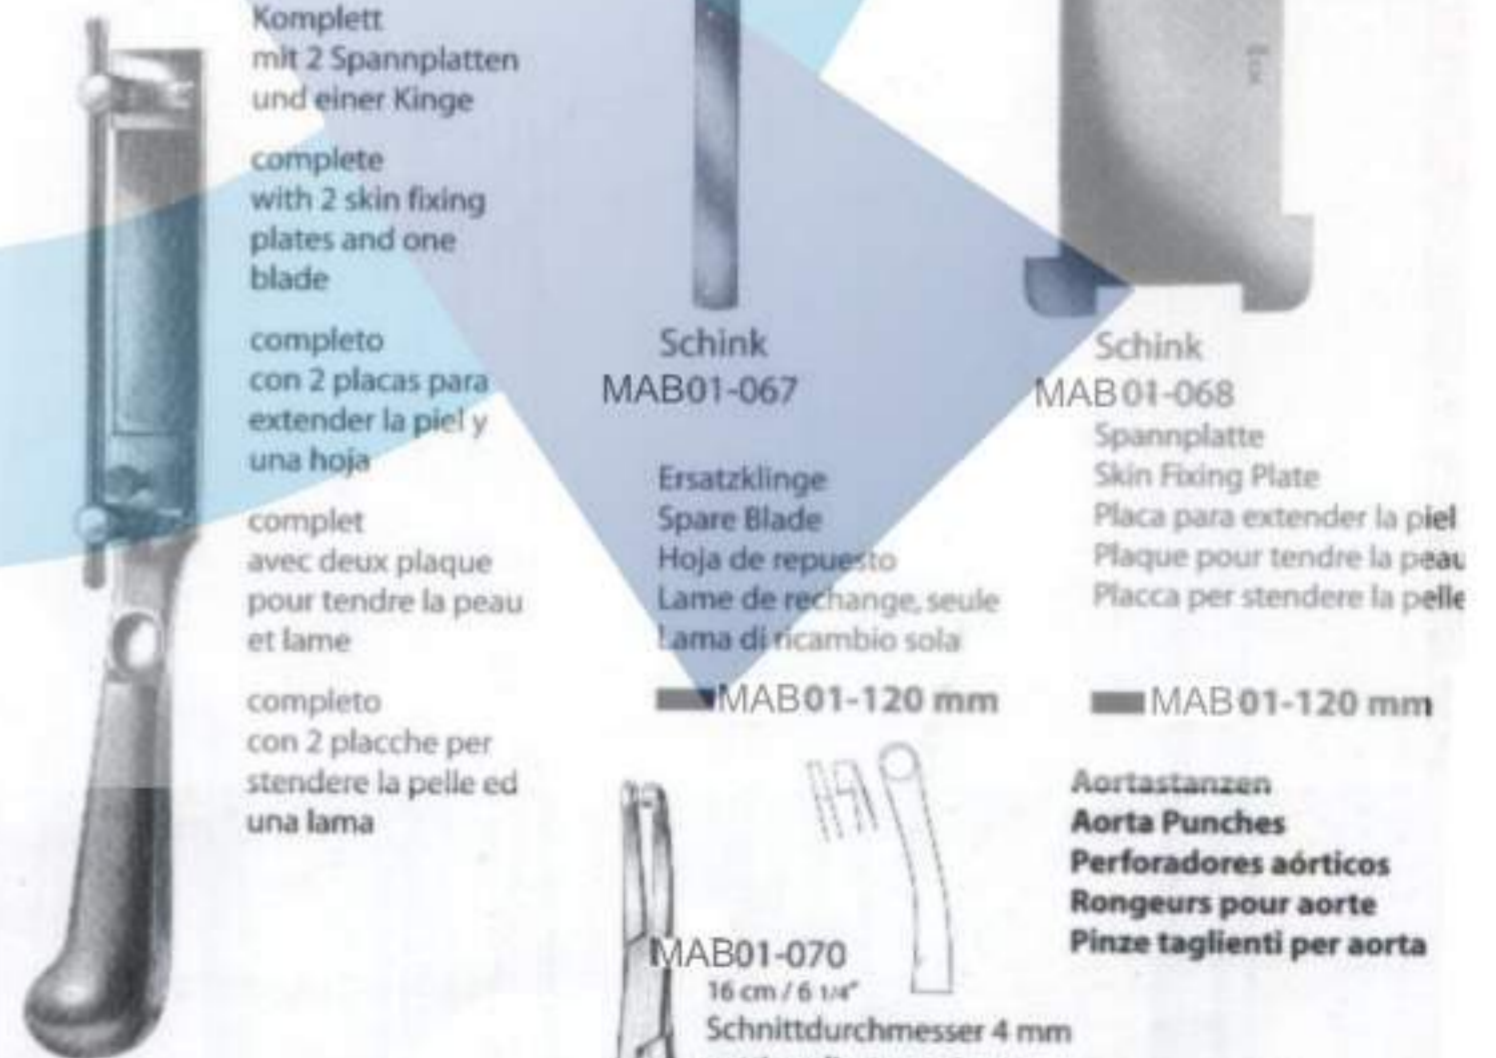 Komplett
mit 2 Spannplatten
und einer Kinge
complete
with 2 skin fixing
plates and one
blade
completo
con 2 placas para
extender la piel y
una hoja
complet
avec deux plaque
pour tendre la peau
et lame
completo
con 2 placche per
stendere la pelle ed
una lama
Schink
MAB01-067
Ersatzklinge
Spare Blade
Hoja de repuesto
Lame de rechange, seule
Lama di ricambio sola
MAB01-120 mm
Schink
MAB01-068
Spannplatte
Skin Fixing Plate
Placa para extender la piel
Plaque pour tendre la peau
Placca per stendere la pelle
MAB01-120 mm
MAB01-070
16 cm / 6 1/4"
Schnittdurchmesser 4 mm
Aortastanzen
Aorta Punches
Perforadores aórticos
Rongeurs pour aorte
Pinze taglienti per aorta